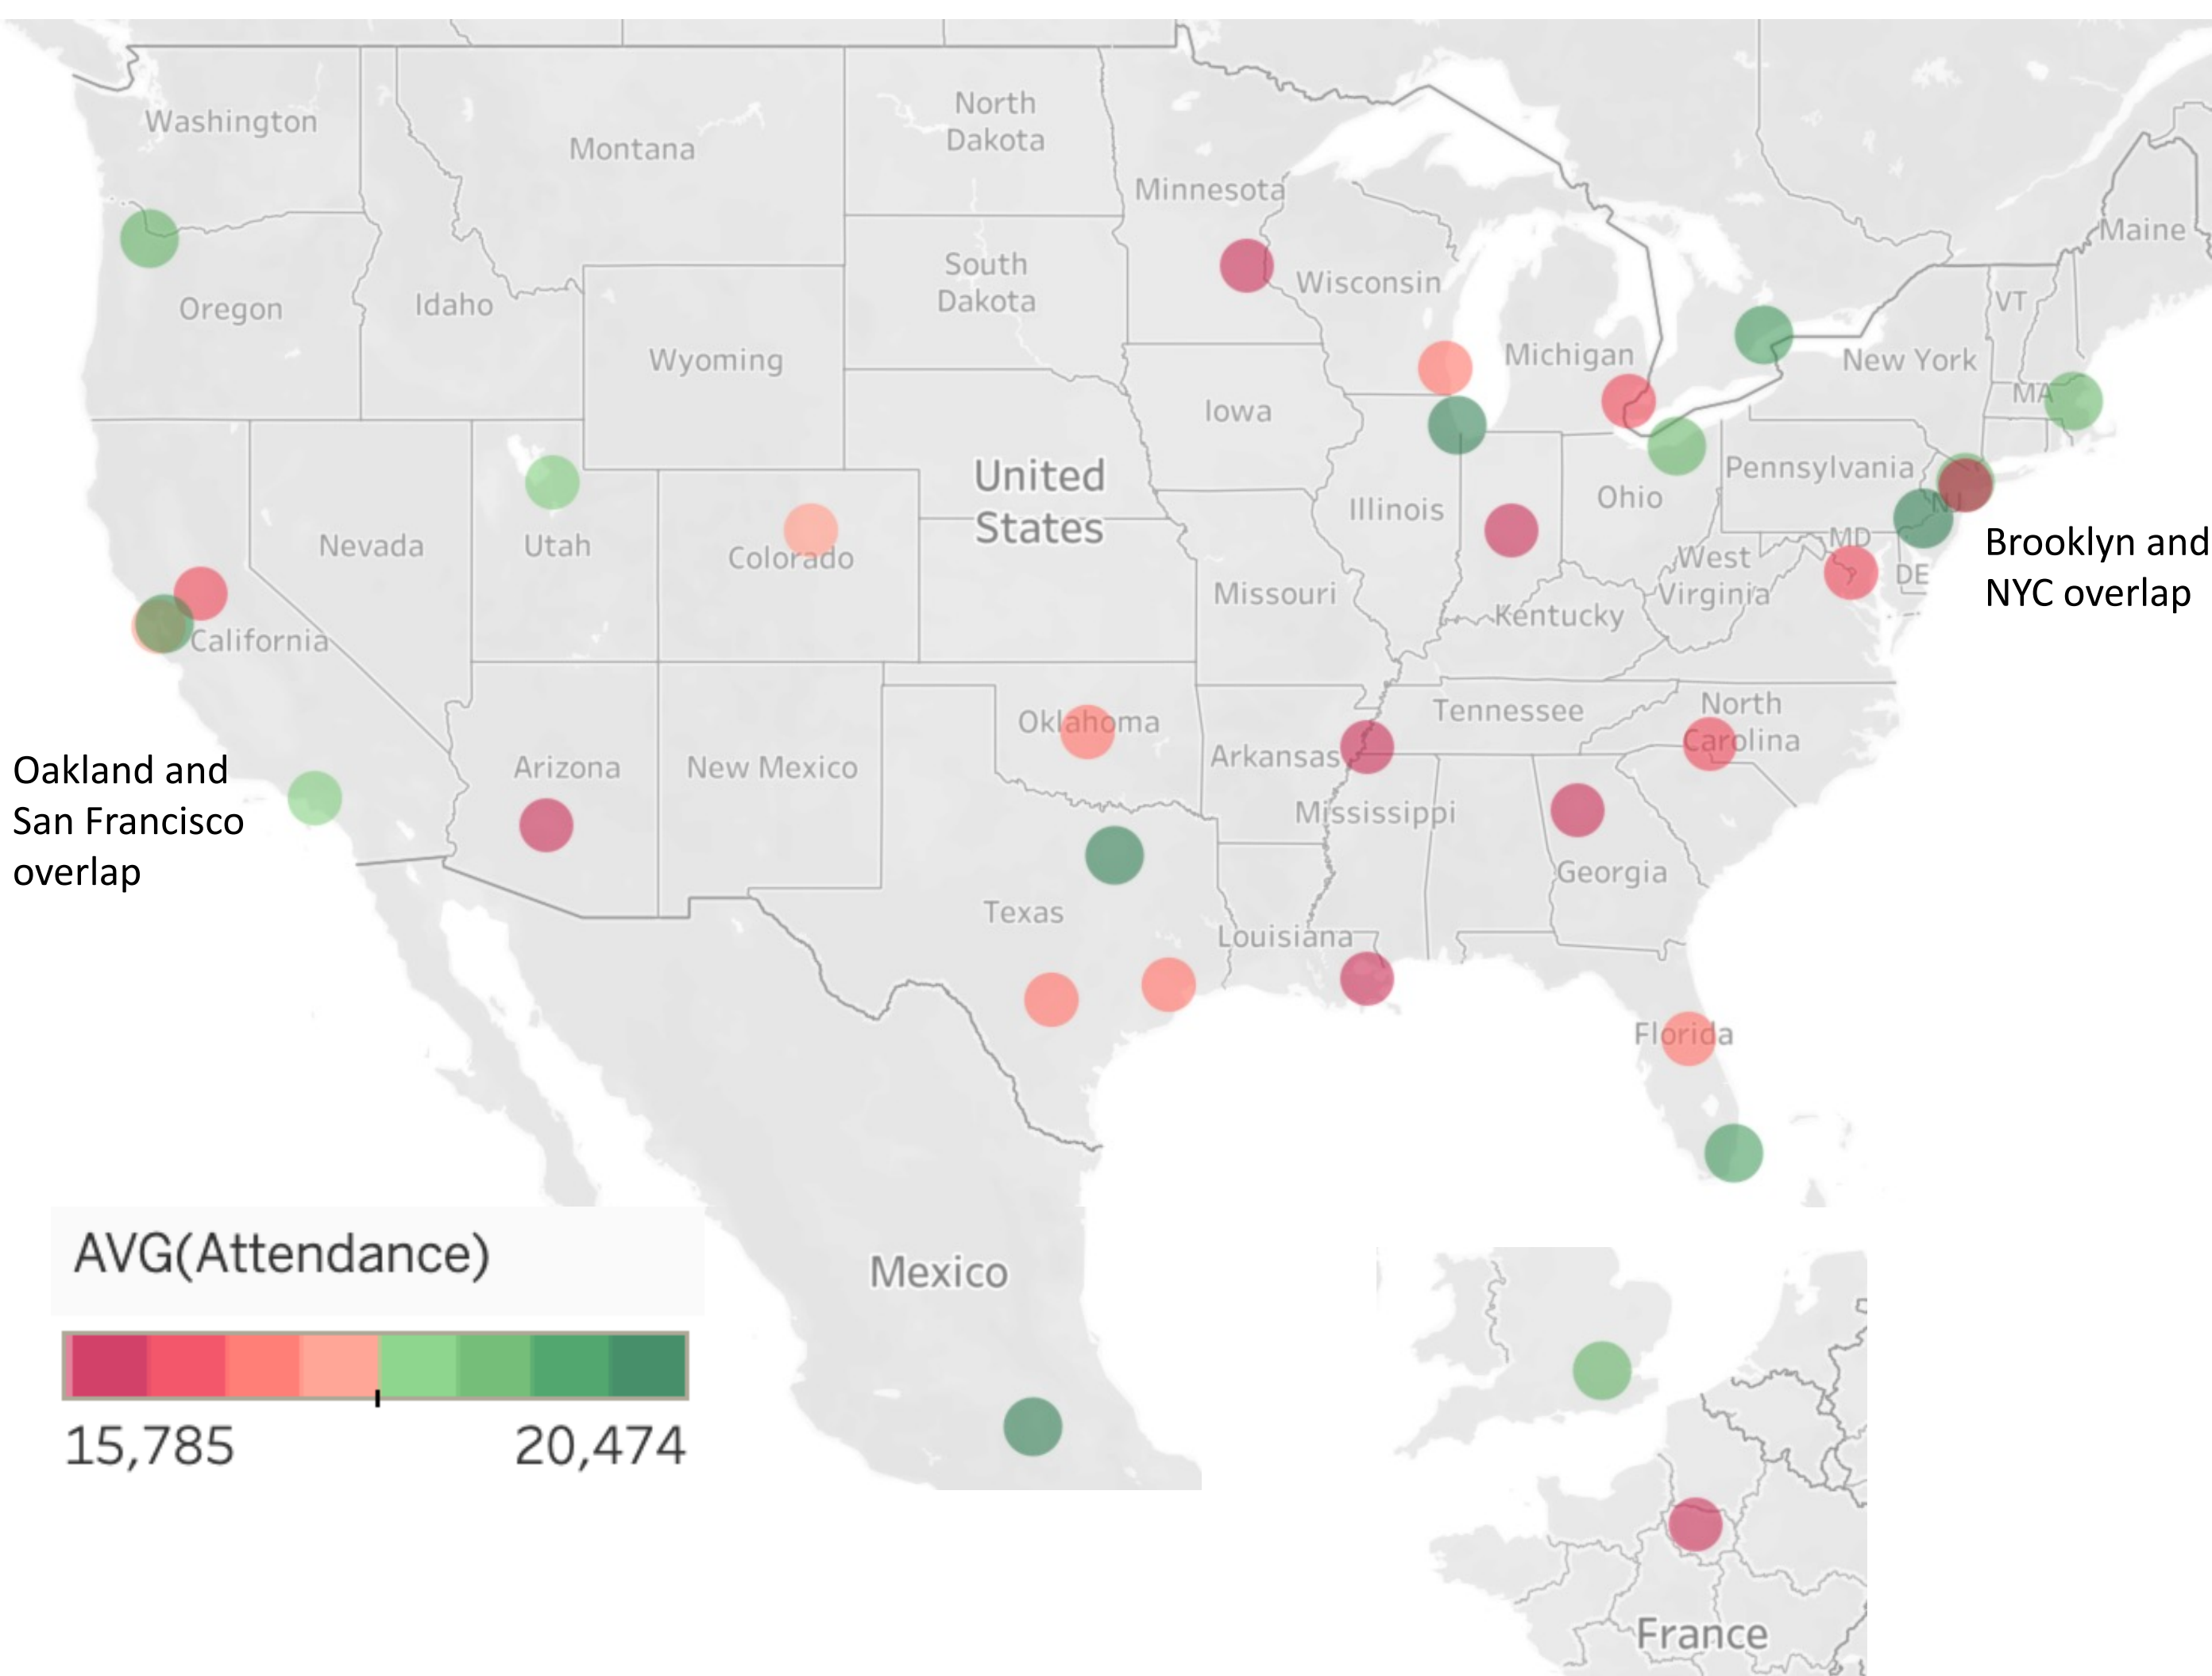 Washington
Montana
North
Dakota
Minnesota
Maine
Oregon
Idaho
South
Dakota
Wisconsin
VT
Wyoming
Michigan
New York
MA
Iowa
United
States
Pennsylvania
Ohio
NJ
Illinois
Nevada
Utah
Colorado
MD
West
Virginia
DE
Brooklyn and
NYC overlap
Missouri
Kentucky
California
Oklahoma
Tennessee
North
Carolina
Arizona
New Mexico
Arkansas
Oakland and
San Francisco
overlap
Mississippi
Georgia
Texas
Louisiana
Florida
AVG(Attendance)
15,785
20,474
Mexico
France